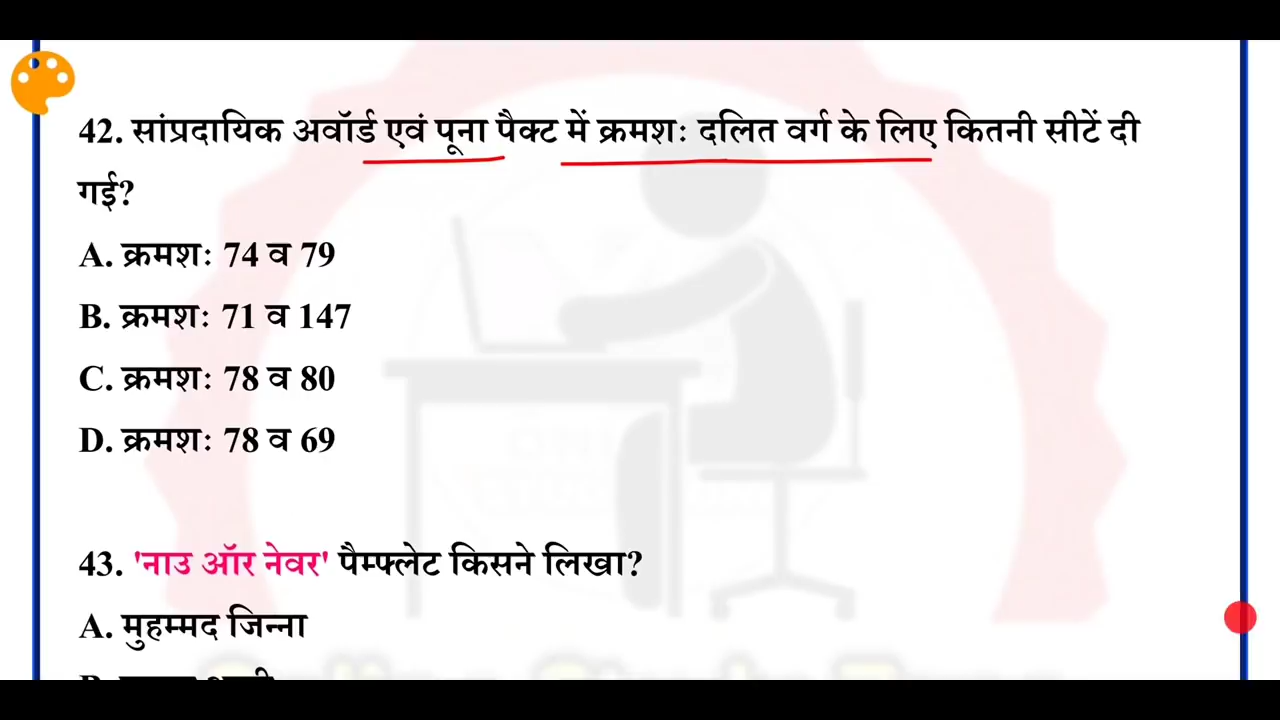 42. सांप्रदायिक अवॉर्ड एवं पूना पैक्ट में क्रमशः दलित वर्ग के लिए कितनी सीटें दी
गई?
A. क्रमशः 74 व 79
B. क्रमशः 71 व 147
C. क्रमशः 78 व 80
D. क्रमशः 78 व 69
43. 'नाउ ऑर नेवर' पैम्फ्लेट किसने लिखा?
A. मुहम्मद जिन्ना